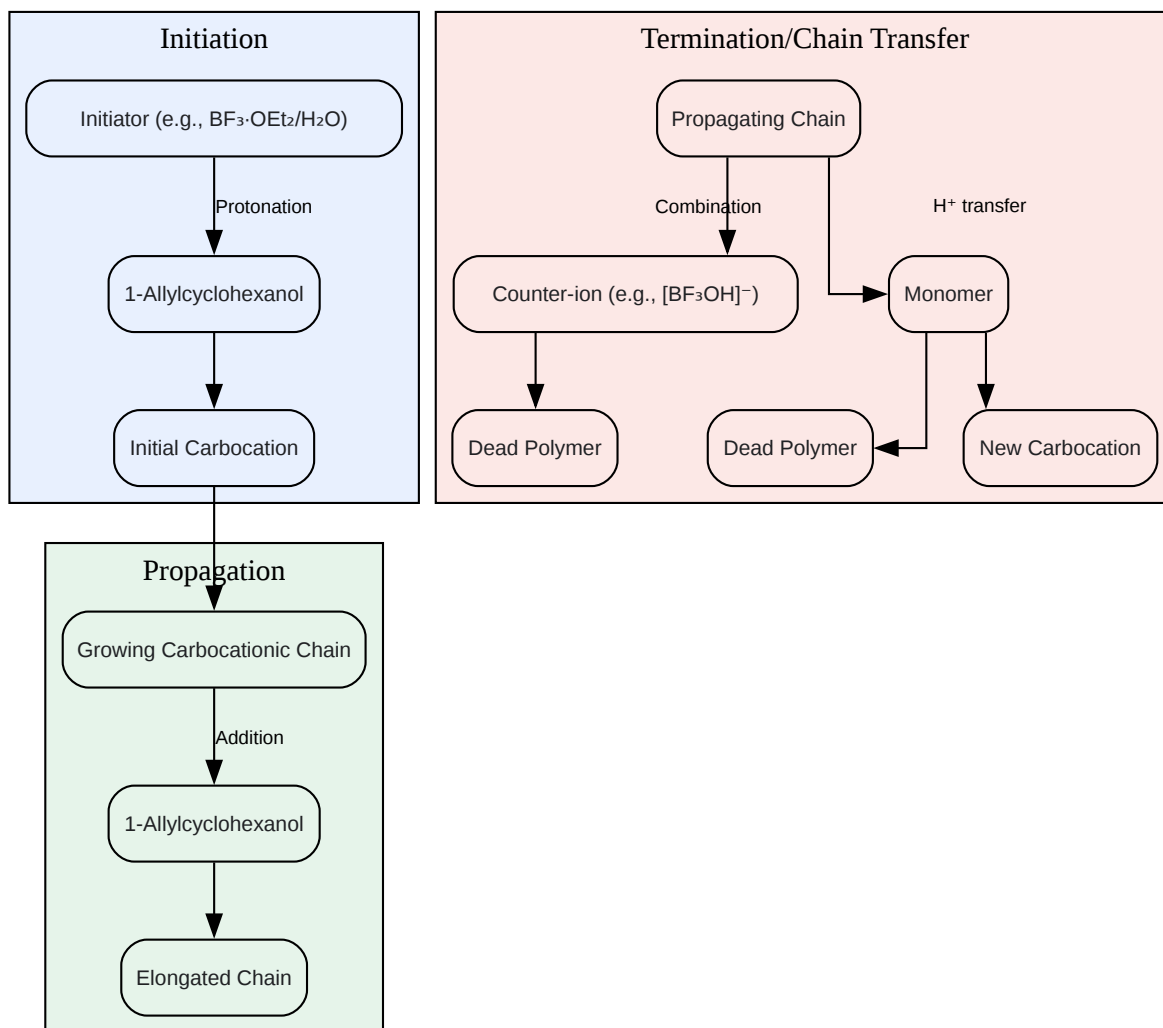 Initiation
Initiator (e.g., BF₃·OEt₂/H₂O)
Protonation
1-Allylcyclohexanol
Initial Carbocation
Termination/Chain Transfer
Propagating Chain
Combination
H⁺ transfer
Counter-ion (e.g., [BF₃OH]⁻)
Monomer
Dead Polymer
Dead Polymer
New Carbocation
Propagation
Growing Carbocationic Chain
Addition
1-Allylcyclohexanol
Elongated Chain